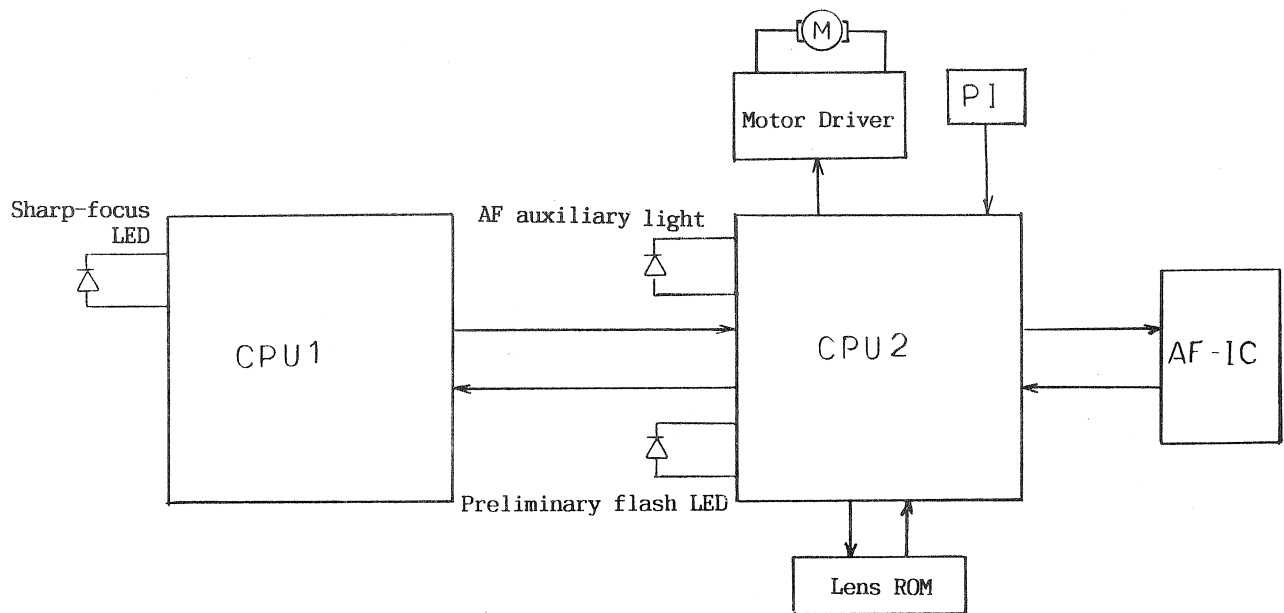 M
Motor Driver
PI
Sharp-focus
LED
AF auxiliary light
CPU1
CPU2
AF-IC
Preliminary flash LED
Lens ROM